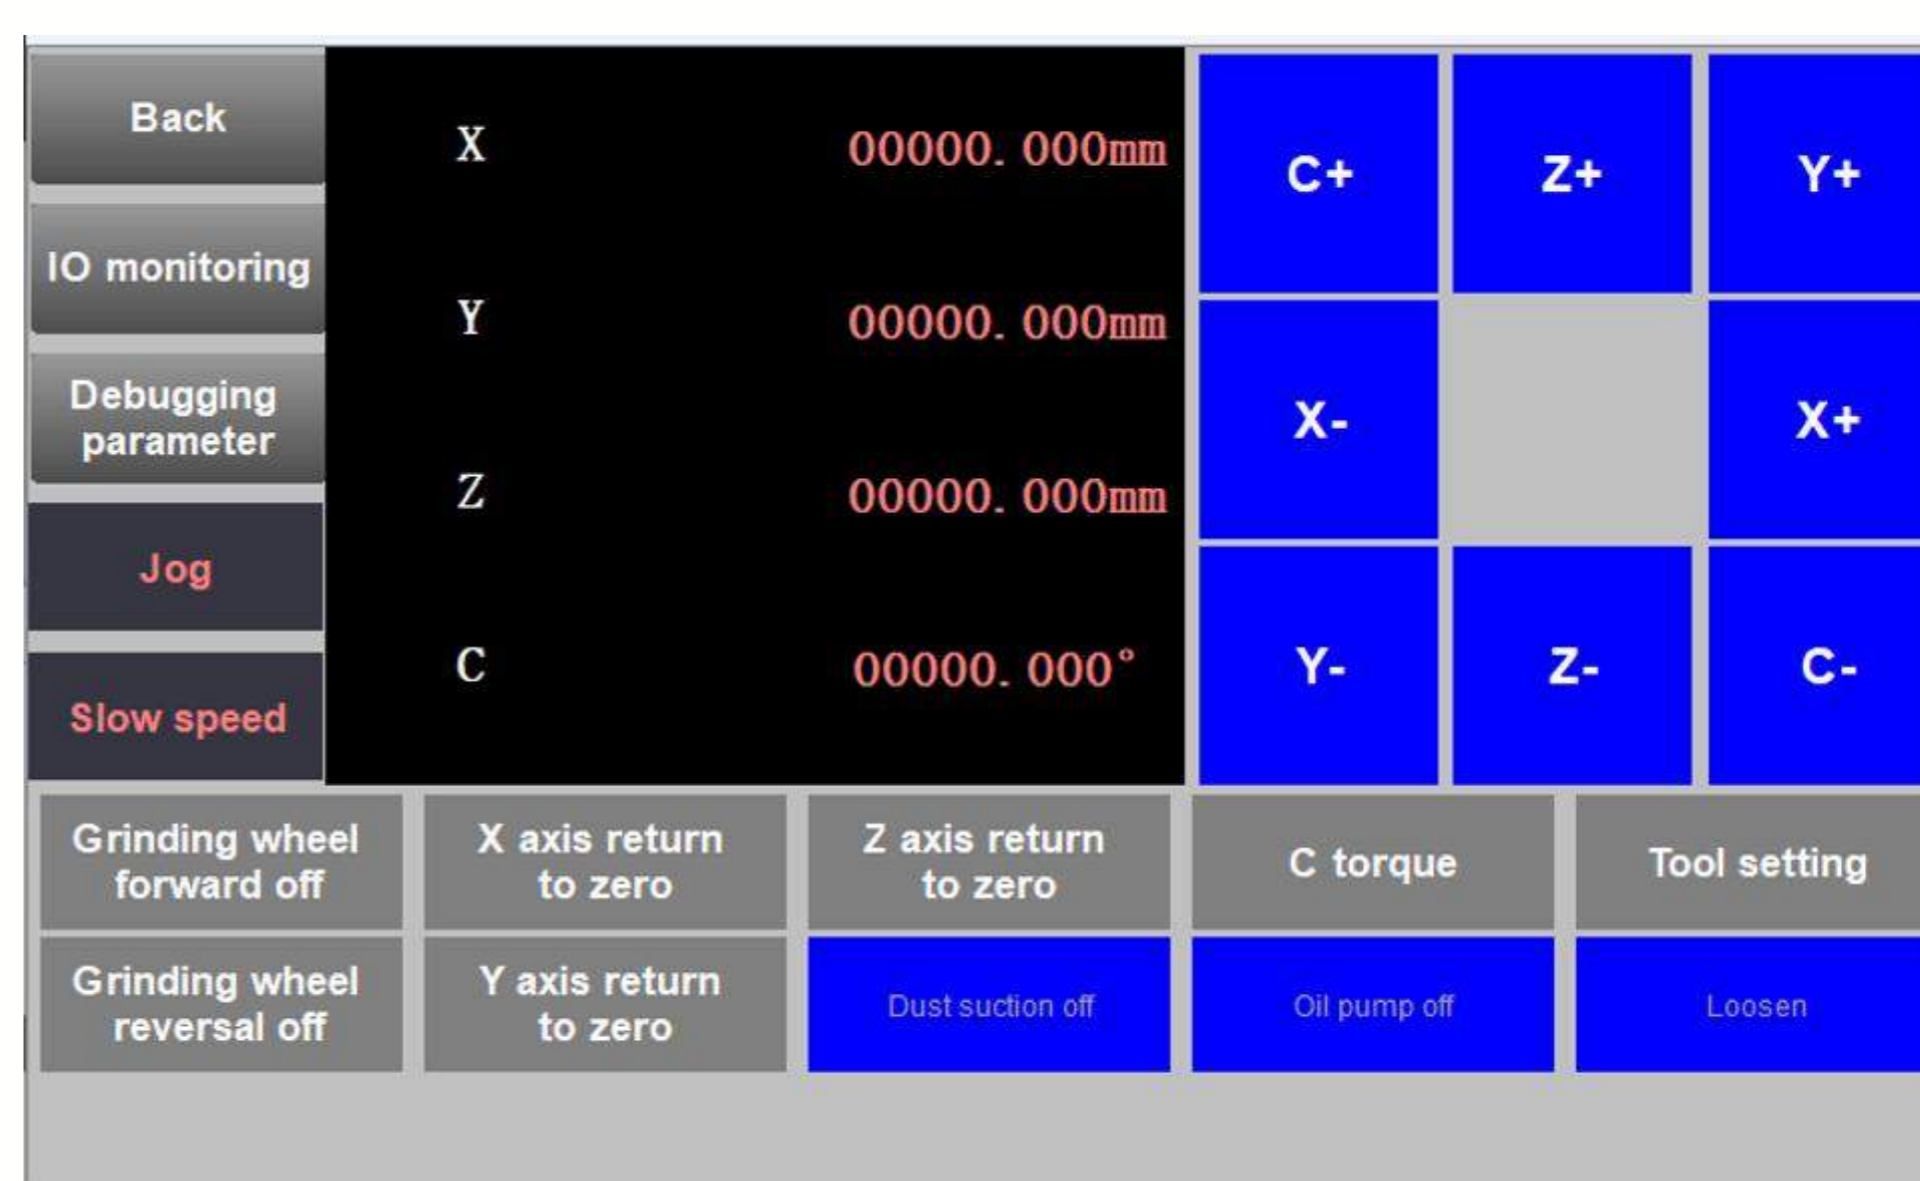 Back
IO monitoring
Debugging
parameter
Jog
Slow speed
X 00000.000mm
Y 00000.000mm
Z 00000.000mm
C 00000.000°
C+ Z+ Y+
X- X+
Y- Z- C-
Grinding wheel
forward off
X axis return
to zero
Z axis return
to zero
C torque
Tool setting
Grinding wheel
reversal off
Y axis return
to zero
Dust suction off
Oil pump off
Loosen